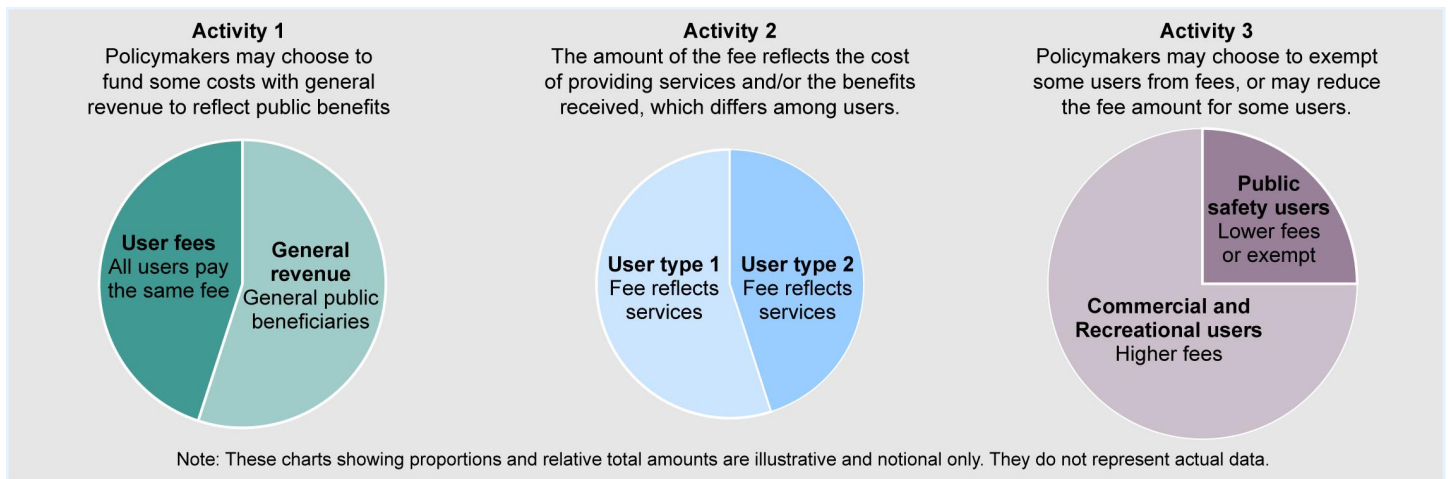 Activity 1
Policymakers may choose to
fund some costs with general
revenue to reflect public benefits
User fees
All users pay
the same fee
General
revenue
General public
beneficiaries
Activity 2
The amount of the fee reflects the cost
of providing services and/or the benefits
received, which differs among users.
User type 1
Fee reflects
services
User type 2
Fee reflects
services
Activity 3
Policymakers may choose to exempt
some users from fees, or may reduce
the fee amount for some users.
Public
safety users
Lower fees
or exempt
Commercial and
Recreational users
Higher fees
Note: These charts showing proportions and relative total amounts are illustrative and notional only. They do not represent actual data.